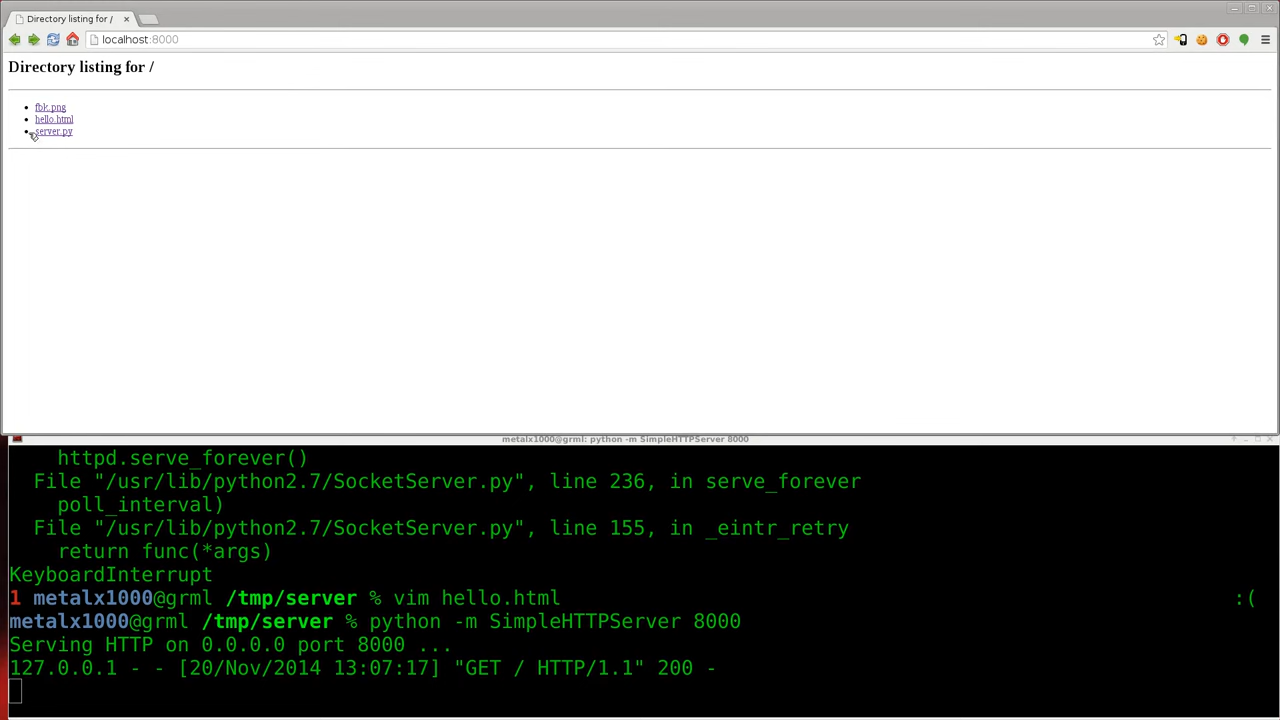 Directory listing for /
localhost:8000
Directory listing for /
fbk.png
hello.html
server.py
metalx1000@grml: python -m SimpleHTTPServer 8000
httpd.serve_forever()
File "/usr/lib/python2.7/SocketServer.py", line 236, in serve_forever
poll_interval)
File "/usr/lib/python2.7/SocketServer.py", line 155, in _eintr_retry
return func(*args)
KeyboardInterrupt
1 metalx1000@grml /tmp/server % vim hello.html :(
metalx1000@grml /tmp/server % python -m SimpleHTTPServer 8000
Serving HTTP on 0.0.0.0 port 8000 ...
127.0.0.1 - - [20/Nov/2014 13:07:17] "GET / HTTP/1.1" 200 -